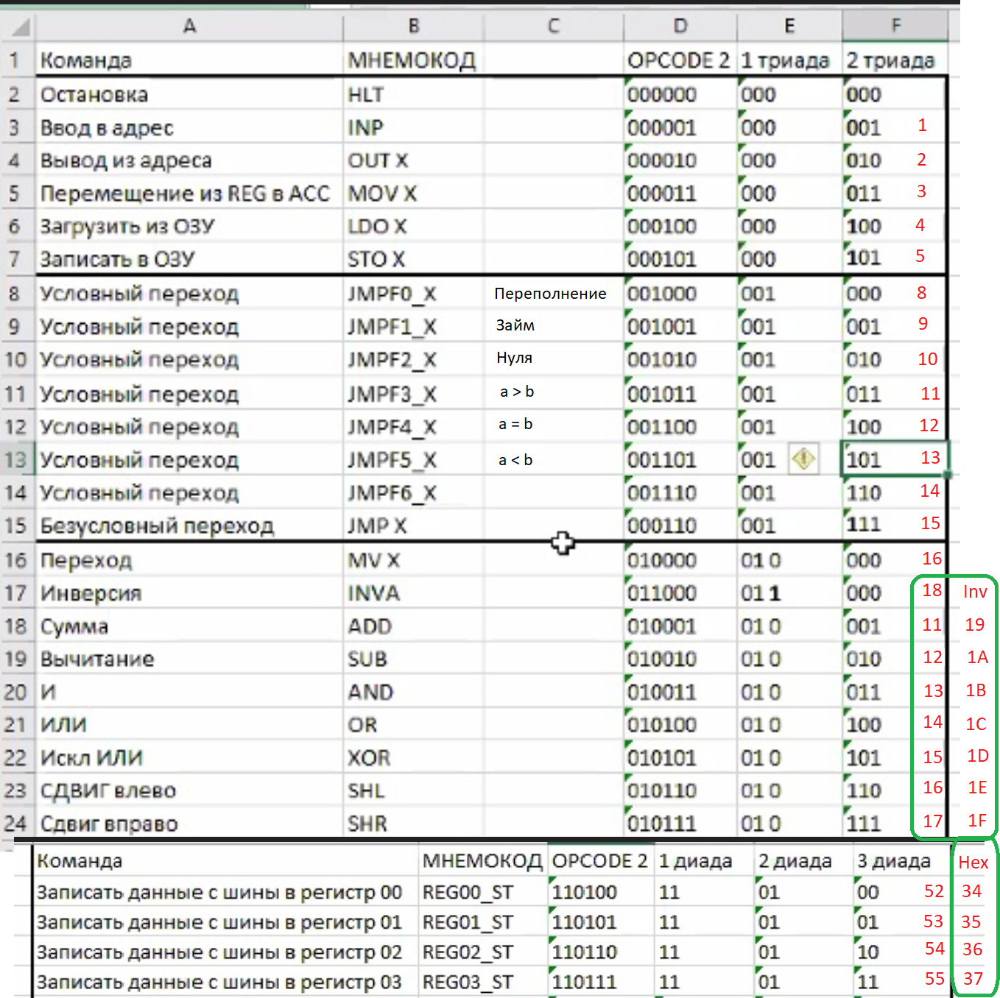 A B C D E F
1 Команда МНЕМОКОД OPCODE 2 1 триада 2 триада
2 Остановка HLT 000000 000 000
3 Ввод в адрес INP 000001 000 001 1
4 Вывод из адреса OUT X 000010 000 010 2
5 Перемещение из REG в ACC MOV X 000011 000 011 3
6 Загрузить из ОЗУ LDO X 000100 000 100 4
7 Записать в ОЗУ STO X 000101 000 101 5
8 Условный переход JMPF0_X Переполнение 001000 001 000 8
9 Условный переход JMPF1_X Займ 001001 001 001 9
10 Условный переход JMPF2_X Нуля 001010 001 010 10
11 Условный переход JMPF3_X a > b 001011 001 011 11
12 Условный переход JMPF4_X a = b 001100 001 100 12
13 Условный переход JMPF5_X a < b 001101 001 101 13
14 Условный переход JMPF6_X 001110 001 110 14
15 Безусловный переход JMP X 000110 001 111 15
16 Переход MV X 010000 01 0 000 16
17 Инверсия INVA 011000 01 1 000 18 Inv
18 Сумма ADD 010001 01 0 001 11 19
19 Вычитание SUB 010010 01 0 010 12 1A
20 И AND 010011 01 0 011 13 1B
21 ИЛИ OR 010100 01 0 100 14 1C
22 Искл ИЛИ XOR 010101 01 0 101 15 1D
23 СДВИГ влево SHL 010110 01 0 110 16 1E
24 Сдвиг вправо SHR 010111 01 0 111 17 1F
Команда МНЕМОКОД OPCODE 2 1 диада 2 диада 3 диада Hex
Записать данные с шины в регистр 00 REG00_ST 110100 11 01 00 52 34
Записать данные с шины в регистр 01 REG01_ST 110101 11 01 01 53 35
Записать данные с шины в регистр 02 REG02_ST 110110 11 01 10 54 36
Записать данные с шины в регистр 03 REG03_ST 110111 11 01 11 55 37